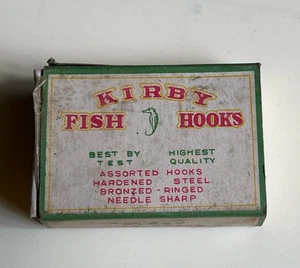 KIRBY
FISH HOOKS
BEST BY HIGHEST
TEST QUALITY
ASSORTED HOOKS
HARDENED STEEL
BRONZED - RINGED
NEEDLE SHARP